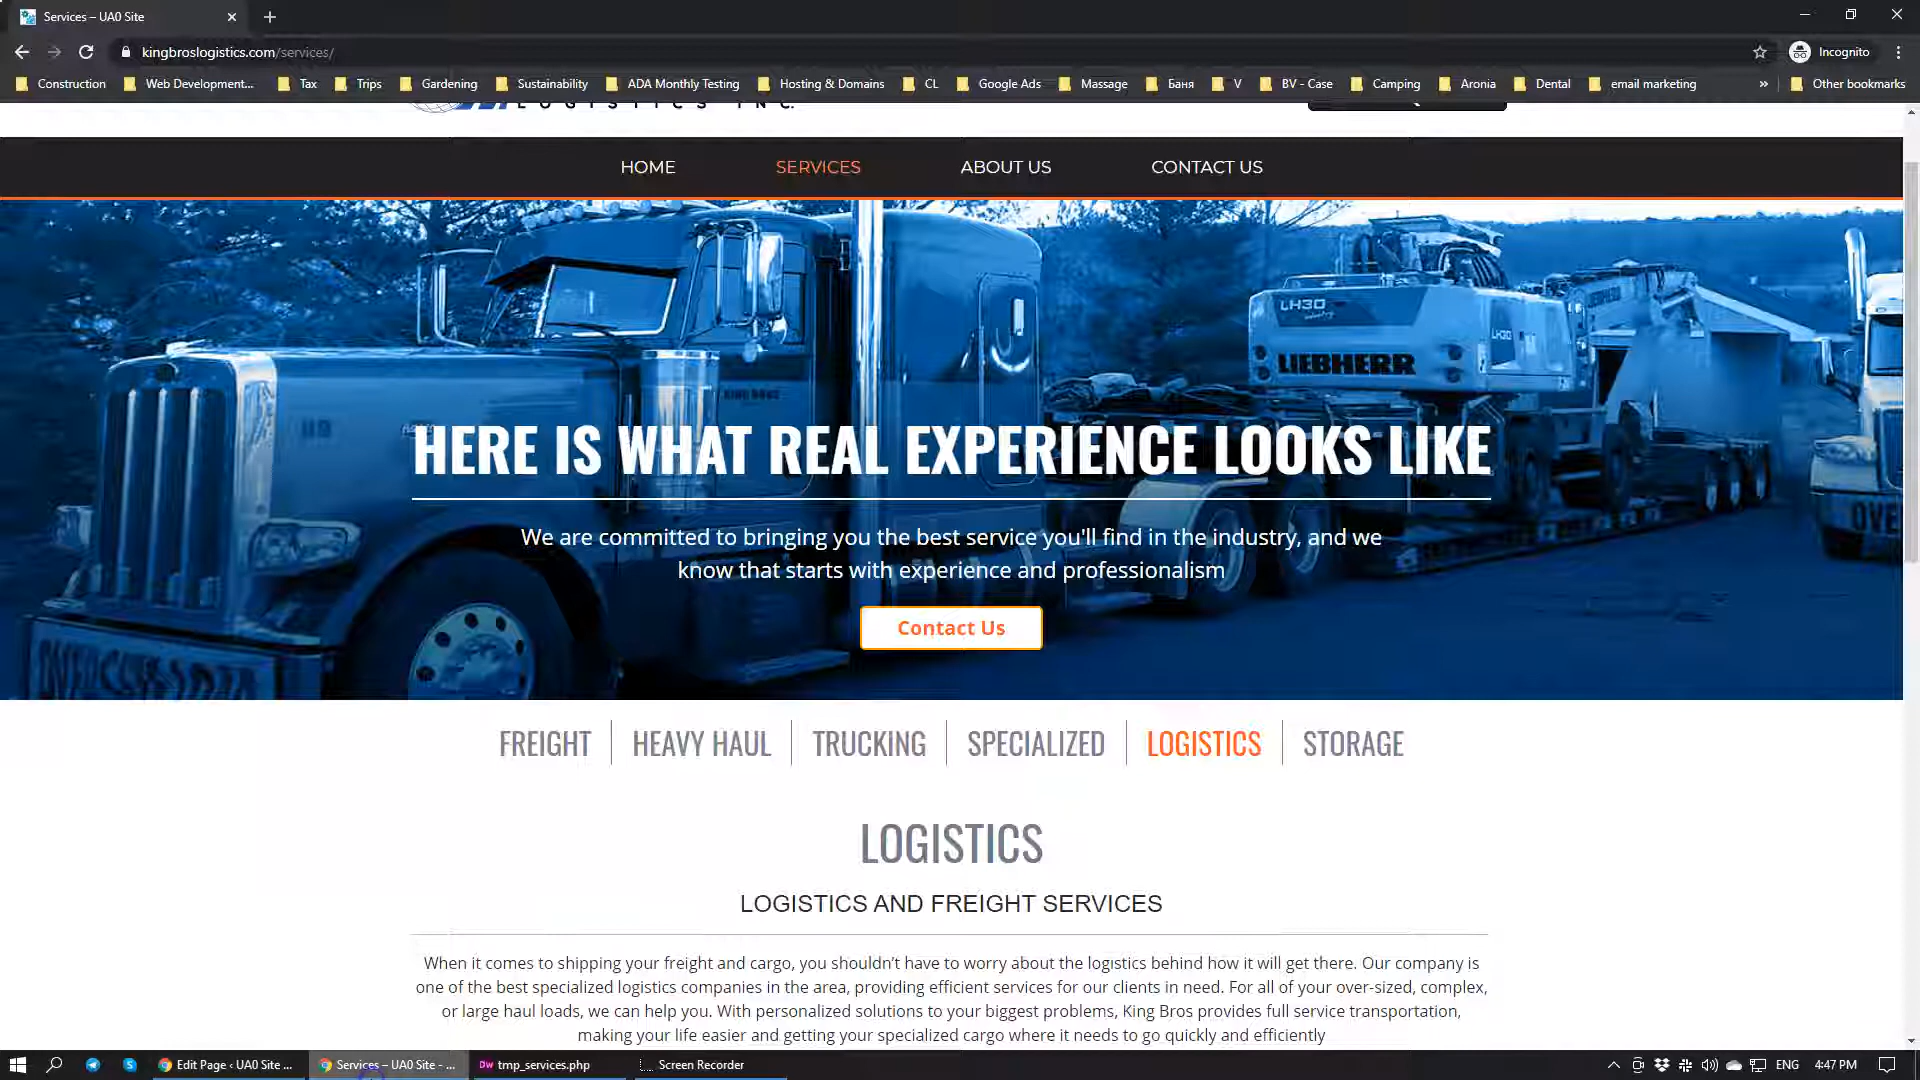 Services – UA0 Site
kingbroslogistics.com/services/
Incognito
Construction
Web Development...
Tax
Trips
Gardening
Sustainability
ADA Monthly Testing
Hosting & Domains
CL
Google Ads
Massage
Баня
V
BV - Case
Camping
Aronia
Dental
email marketing
»
Other bookmarks
LOGISTICS INC.
HOME
SERVICES
ABOUT US
CONTACT US
LH30
LIEBHERR
HERE IS WHAT REAL EXPERIENCE LOOKS LIKE
We are committed to bringing you the best service you'll find in the industry, and we
know that starts with experience and professionalism
Contact Us
FREIGHT
HEAVY HAUL
TRUCKING
SPECIALIZED
LOGISTICS
STORAGE
LOGISTICS
LOGISTICS AND FREIGHT SERVICES
When it comes to shipping your freight and cargo, you shouldn’t have to worry about the logistics behind how it will get there. Our company is
one of the best specialized logistics companies in the area, providing efficient services for our clients in need. For all of your over-sized, complex,
or large haul loads, we can help you. With personalized solutions to your biggest problems, King Bros provides full service transportation,
making your life easier and getting your specialized cargo where it needs to go quickly and efficiently
Edit Page ‹ UA0 Site ...
Services – UA0 Site - ...
Dw tmp_services.php
Screen Recorder
ENG
4:47 PM